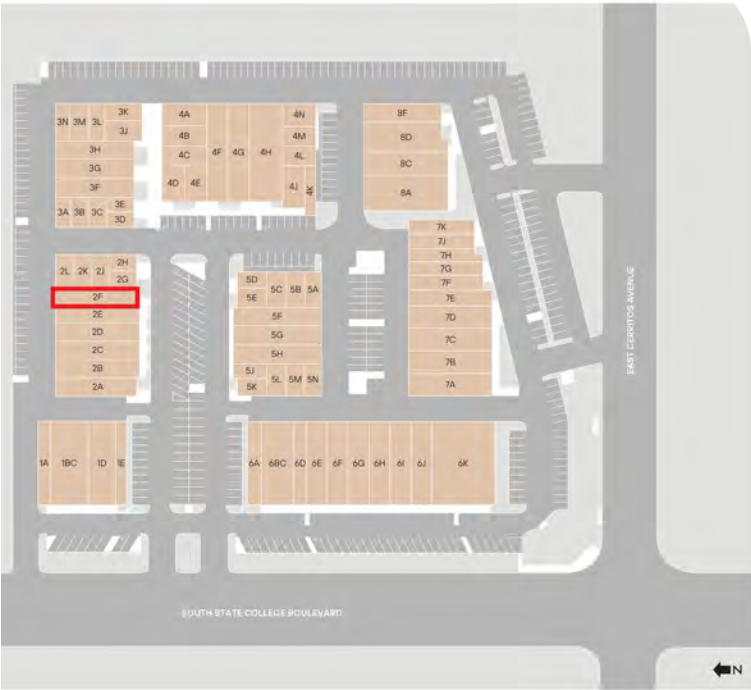 3N 3M 3L 3K
3J
3H
3G
3F
3A 3B 3C 3E
3D
4A
4B
4C
4D 4E 4F 4G 4H
4N
4M
4L
4J 4K
8F
8D
8C
8A
2L 2K 2J 2H
2G
2F
2E
2D
2C
2B
2A
5D
5E
5C 5B 5A
5F
5G
5H
5J
5K
5L 5M 5N
7K
7J
7H
7G
7F
7E
7D
7C
7B
7A
1A 1BC 1D 1E
6A 6BC 6D 6E 6F 6G 6H 6I 6J 6K
EAST CERRITOS AVENUE
SOUTH STATE COLLEGE BOULEVARD
N